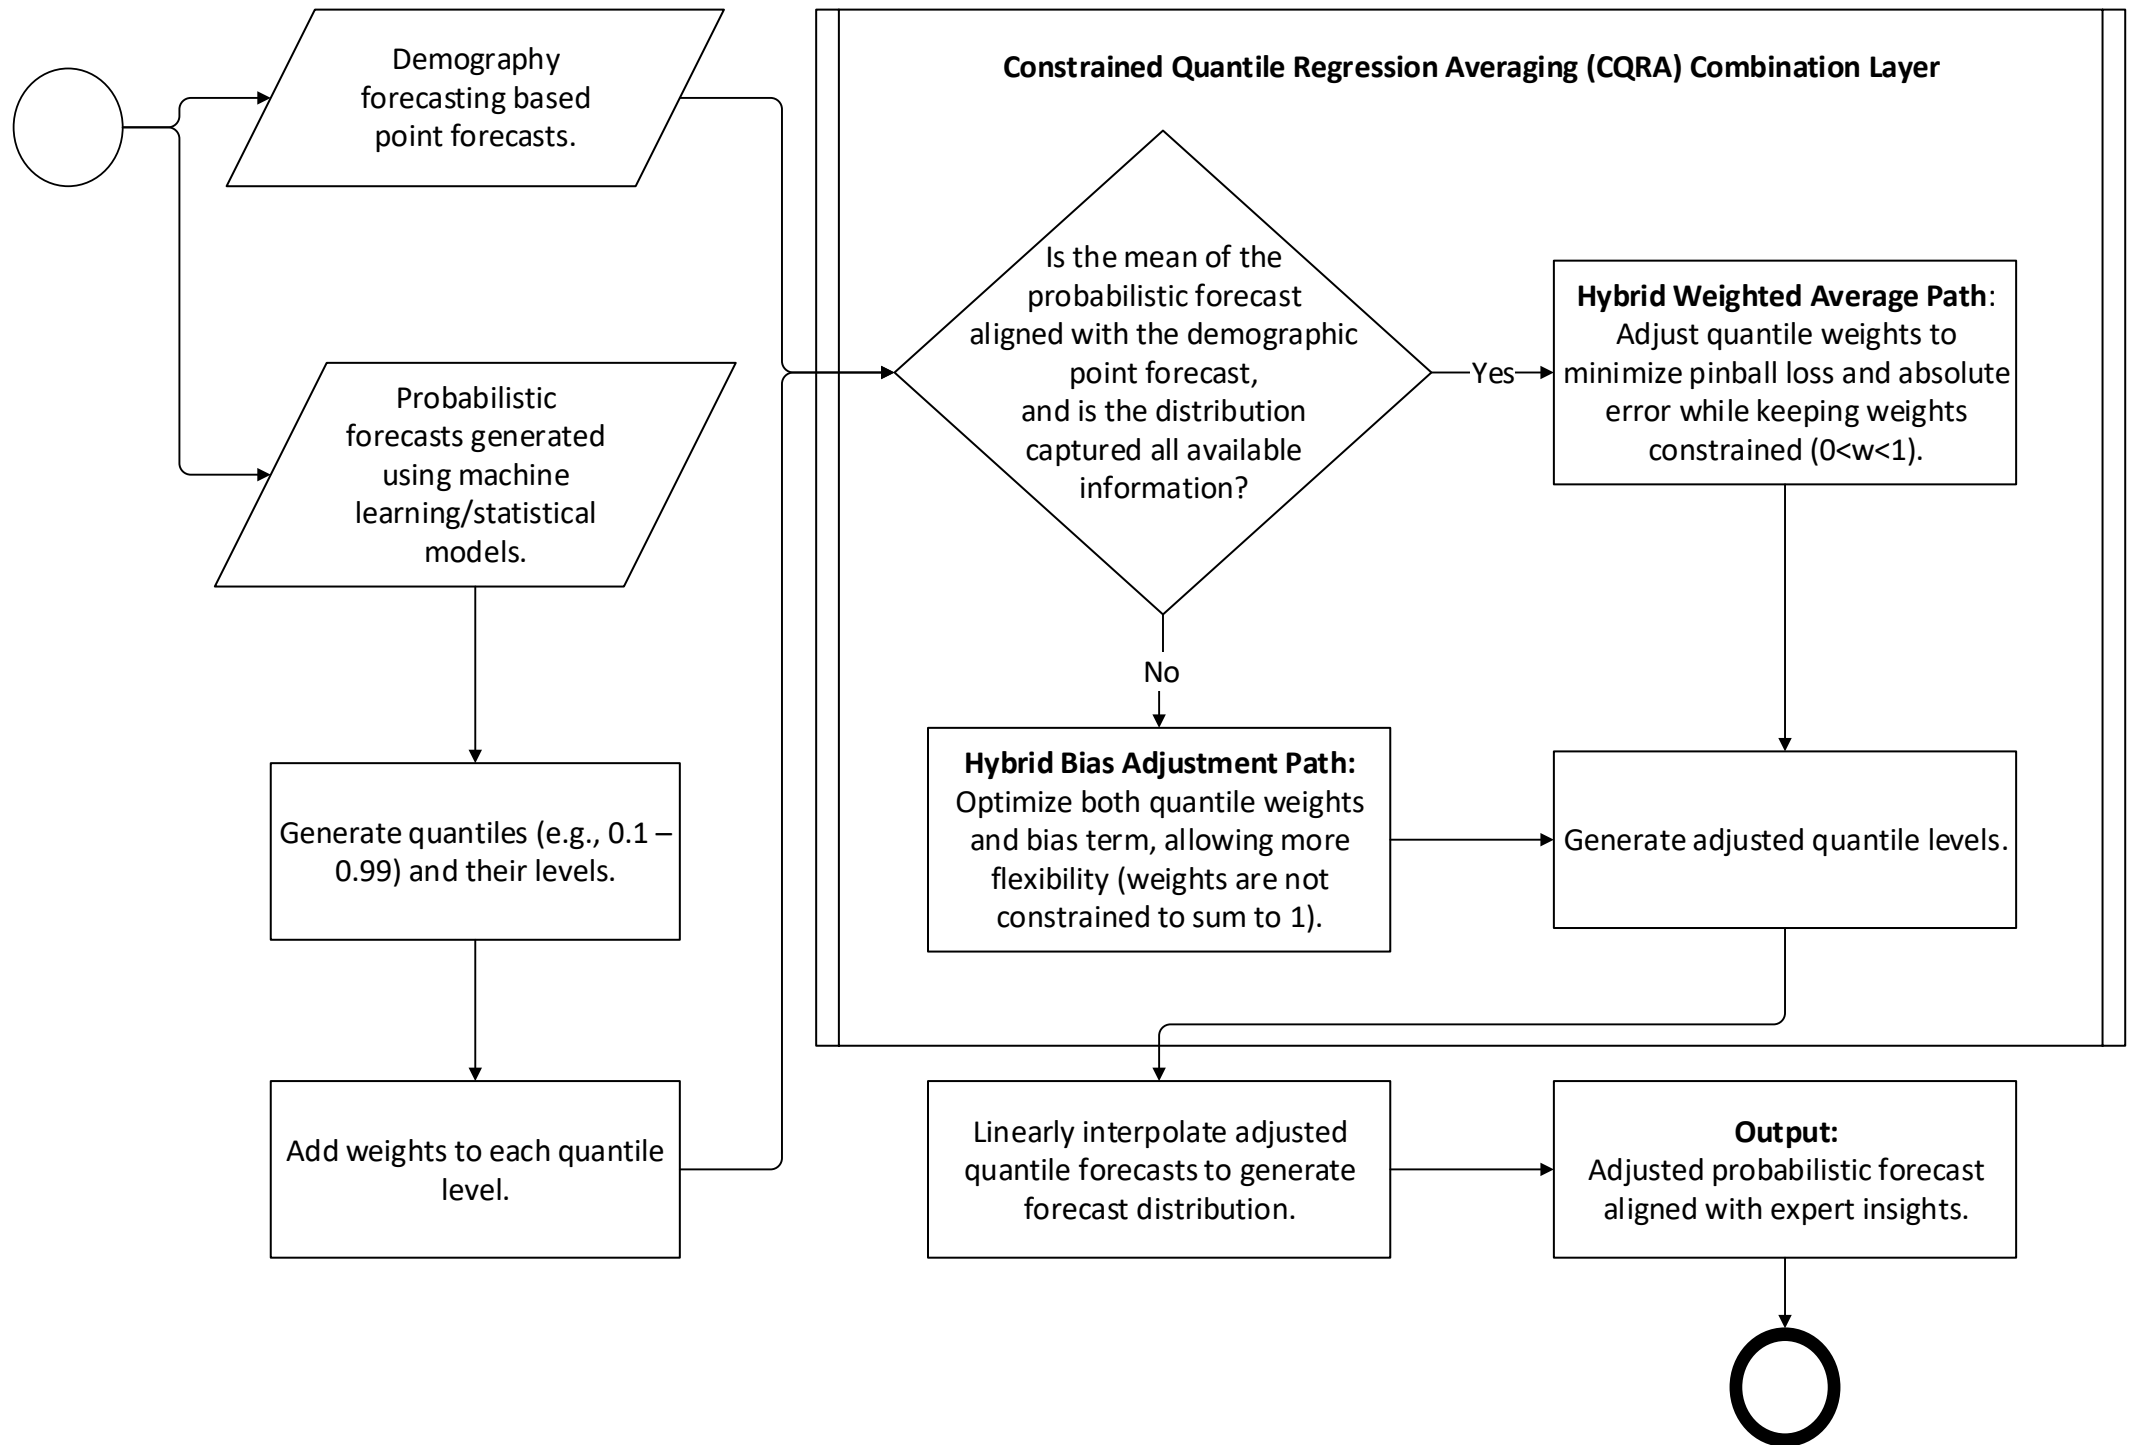 Demography
forecasting based
point forecasts.
Probabilistic
forecasts generated
using machine
learning/statistical
models.
Generate quantiles (e.g., 0.1 –
0.99) and their levels.
Add weights to each quantile
level.
Constrained Quantile Regression Averaging (CQRA) Combination Layer
Is the mean of the
probabilistic forecast
aligned with the demographic
point forecast,
and is the distribution
captured all available
information?
Yes
Hybrid Weighted Average Path:
Adjust quantile weights to
minimize pinball loss and absolute
error while keeping weights
constrained (0<w<1).
No
Hybrid Bias Adjustment Path:
Optimize both quantile weights
and bias term, allowing more
flexibility (weights are not
constrained to sum to 1).
Generate adjusted quantile levels.
Linearly interpolate adjusted
quantile forecasts to generate
forecast distribution.
Output:
Adjusted probabilistic forecast
aligned with expert insights.